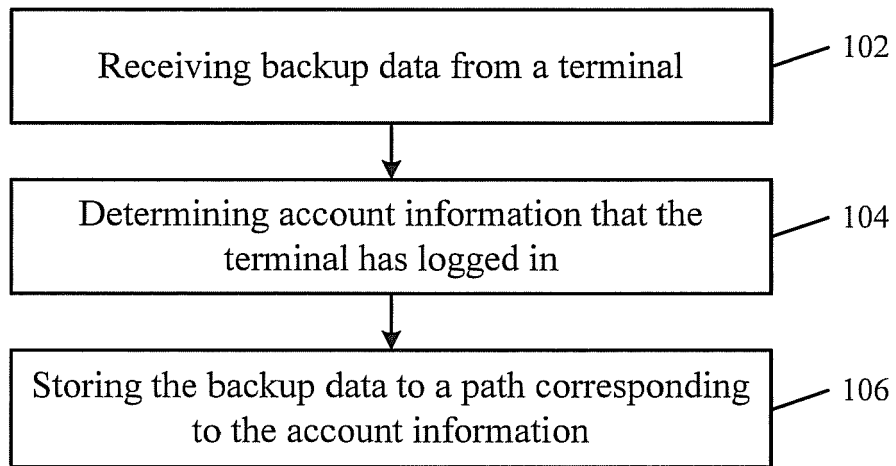 Receiving backup data from a terminal
102
Determining account information that the
terminal has logged in
104
Storing the backup data to a path corresponding
to the account information
106